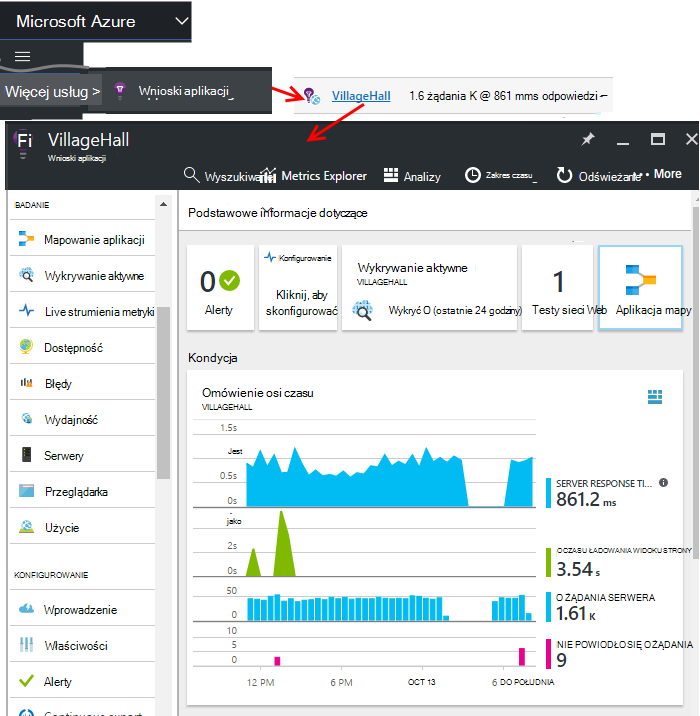 Microsoft Azure
Więcej usług >
Wnioski aplikacji
VillageHall
1.6 żądania K @ 861 mms odpowiedzi
Fi
VillageHall
Wnioski aplikacji
Wyszukiwanie
Metrics Explorer
Analizy
Zakres czasu
Odświeżanie
More
BADANIE
Mapowanie aplikacji
Wykrywanie aktywne
Live strumienia metryki
Dostępność
Błędy
Wydajność
Serwery
Przeglądarka
Użycie
KONFIGUROWANIE
Wprowadzenie
Właściwości
Alerty
Continuous export
Podstawowe informacje dotyczące
0
Alerty
Konfigurowanie
Kliknij, aby
skonfigurować
Wykrywanie aktywne
VILLAGEHALL
Wykryć O (ostatnie 24 godziny)
1
Testy sieci Web
Aplikacja mapy
Kondycja
Omówienie osi czasu
VILLAGEHALL
1.5s
Jest
0.5s
0s
SERVER RESPONSE TI...
861.2 ms
jako
2s
0s
O CZASU ŁADOWANIA WIDOKU STRONY
3.54 s
50
0
O ŻĄDANIA SERWERA
1.61 K
10
5
0
NIE POWIODŁO SIĘ O ŻĄDANIA
9
12 PM
6 PM
OCT 13
6 DO POŁUDNIA